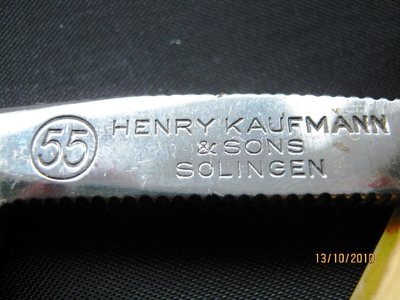 55 HENRY KAUFMANN
& SONS
SOLINGEN
13/10/2010